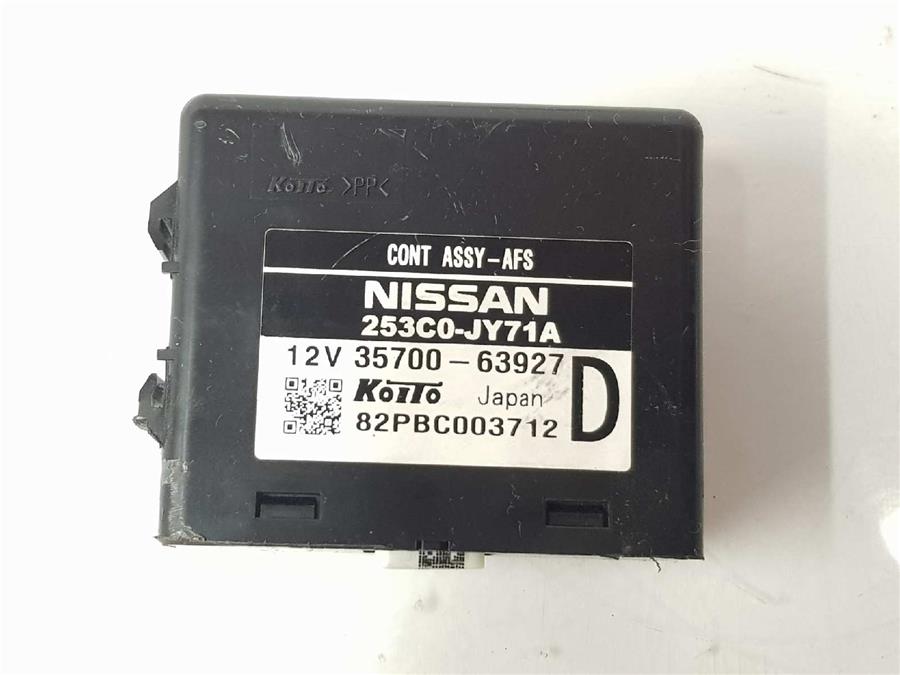 KOITO >PP<
CONT ASSY-AFS
NISSAN
253C0-JY71A
12V 35700-63927
KOITO Japan D
82PBC003712